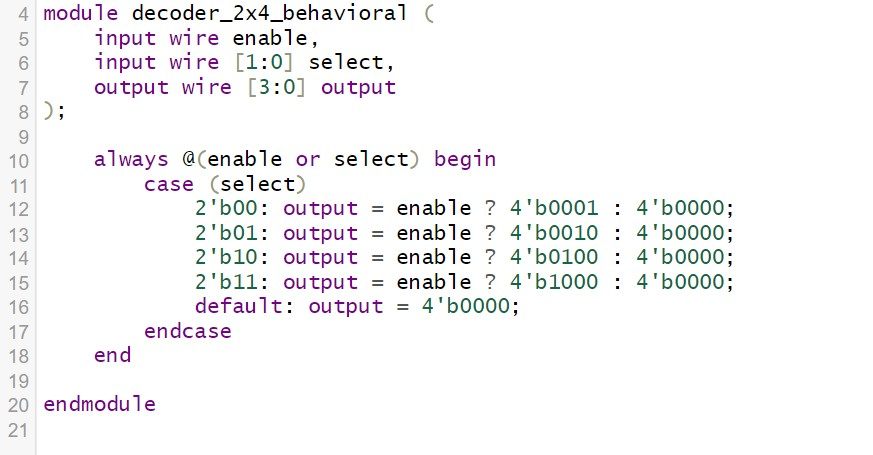 4 module decoder_2x4_behavioral (
5     input wire enable,
6     input wire [1:0] select,
7     output wire [3:0] output
8 );
9
10     always @(enable or select) begin
11         case (select)
12             2'b00: output = enable ? 4'b0001 : 4'b0000;
13             2'b01: output = enable ? 4'b0010 : 4'b0000;
14             2'b10: output = enable ? 4'b0100 : 4'b0000;
15             2'b11: output = enable ? 4'b1000 : 4'b0000;
16             default: output = 4'b0000;
17         endcase
18     end
19
20 endmodule
21